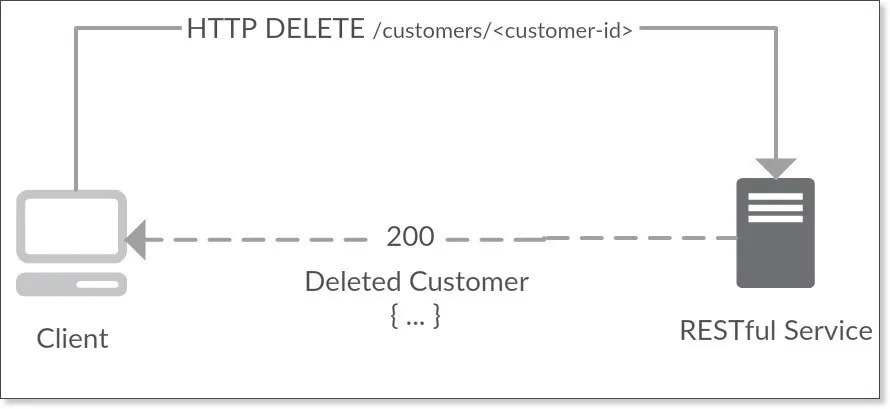 HTTP DELETE /customers/<customer-id>
200
Deleted Customer
{ ... }
Client
RESTful Service